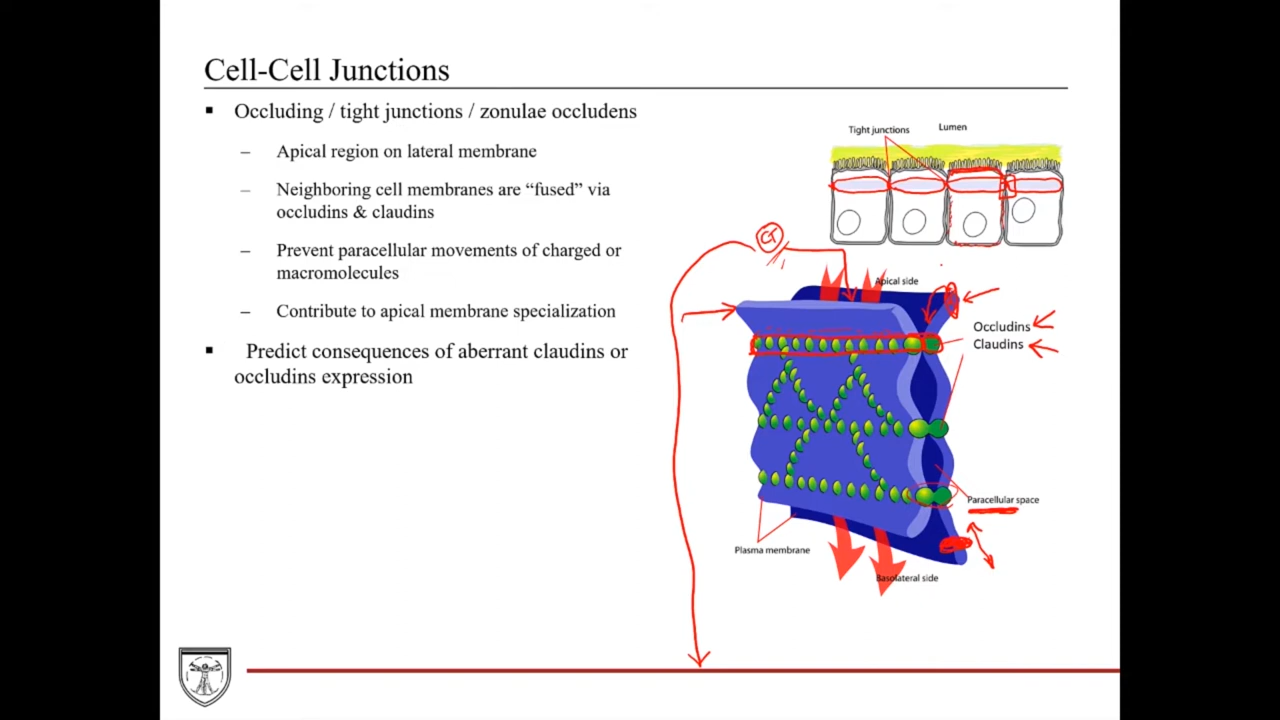 Cell-Cell Junctions
▪ Occluding / tight junctions / zonulae occludens
– Apical region on lateral membrane
– Neighboring cell membranes are “fused” via
occludins & claudins
– Prevent paracellular movements of charged or
macromolecules
– Contribute to apical membrane specialization
▪ Predict consequences of aberrant claudins or
occludins expression
Tight junctions
Lumen
Apical side
Occludins
Claudins
Paracellular space
Plasma membrane
Basolateral side